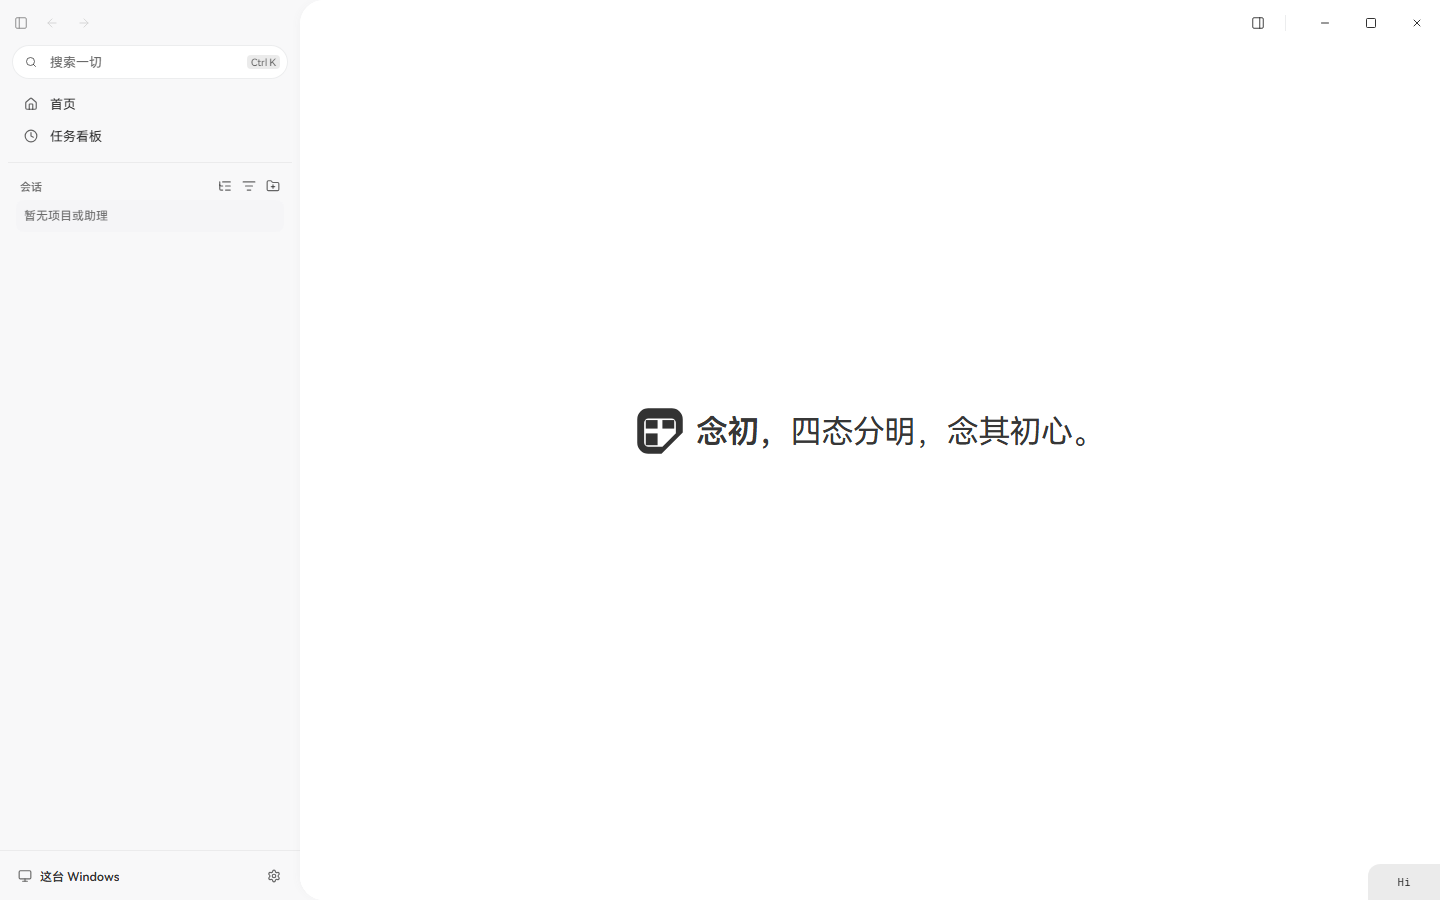 搜索一切 Ctrl K
首页
任务看板
会话
暂无项目或助理
念初，四态分明，念其初心。
这台 Windows
Hi